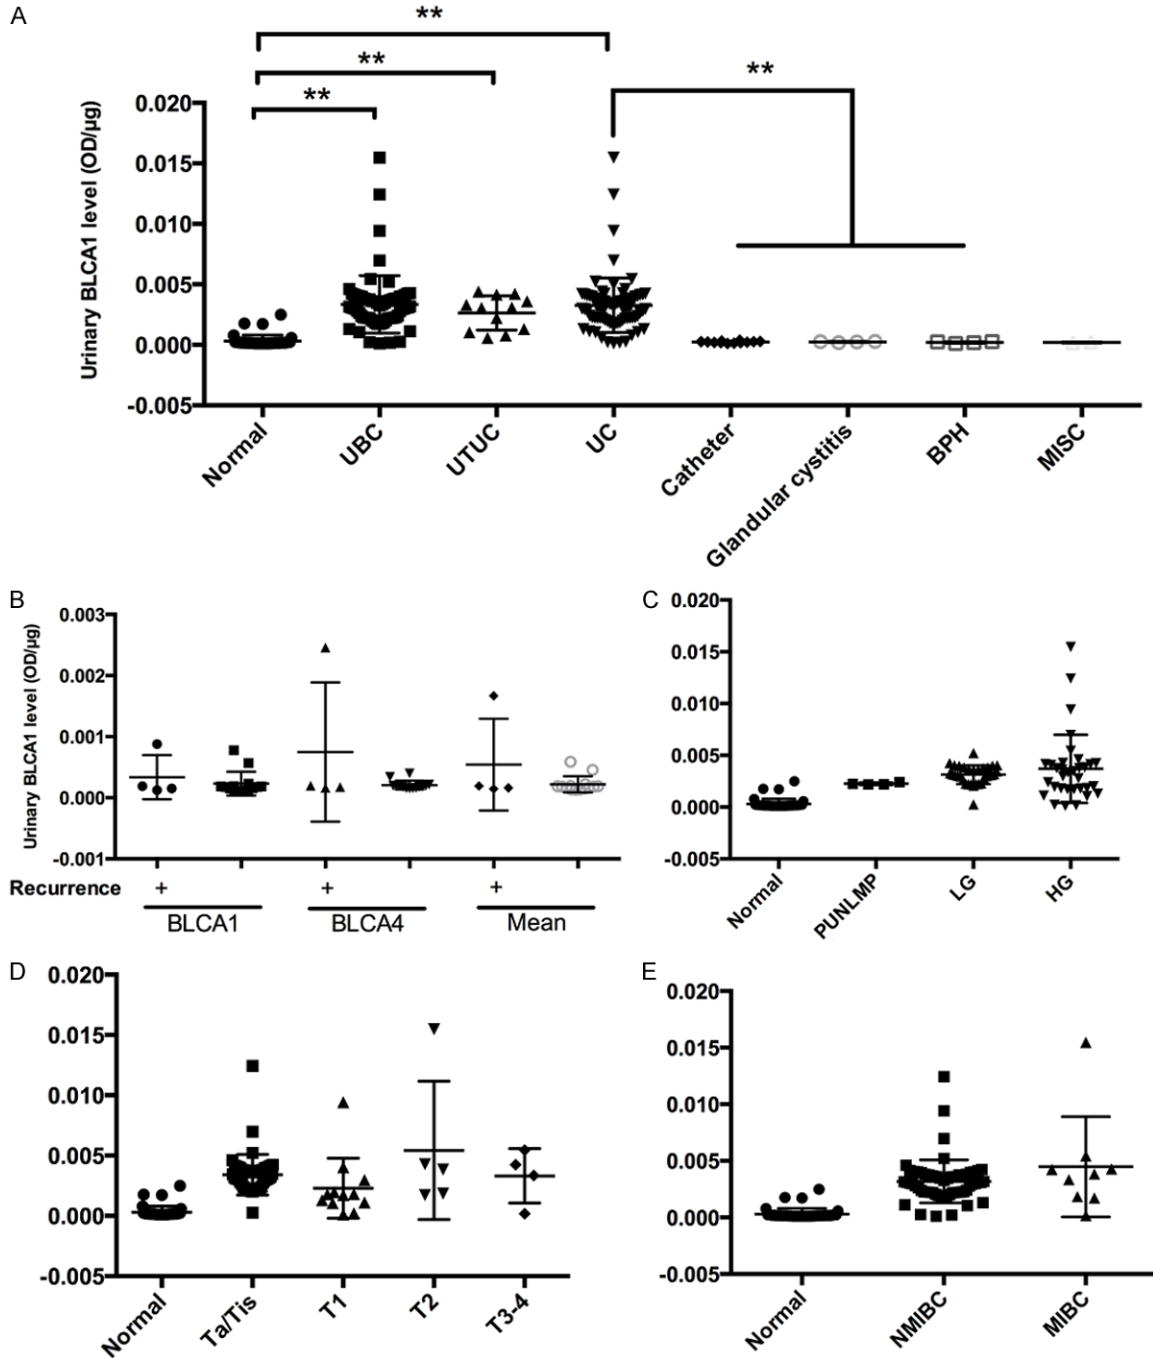 A
**
**
**
**
Urinary BLCA1 level (OD/μg)
0.020
0.015
0.010
0.005
0.000
-0.005
Normal
UBC
UTUC
UC
Catheter
Glandular cystitis
BPH
MISC
B
Urinary BLCA1 level (OD/μg)
0.003
0.002
0.001
0.000
-0.001
Recurrence + + +
BLCA1 BLCA4 Mean
C
0.020
0.015
0.010
0.005
0.000
-0.005
Normal
PUNLMP
LG
HG
D
0.020
0.015
0.010
0.005
0.000
-0.005
Normal
Ta/Tis
T1
T2
T3-4
E
0.020
0.015
0.010
0.005
0.000
-0.005
Normal
NMIBC
MIBC